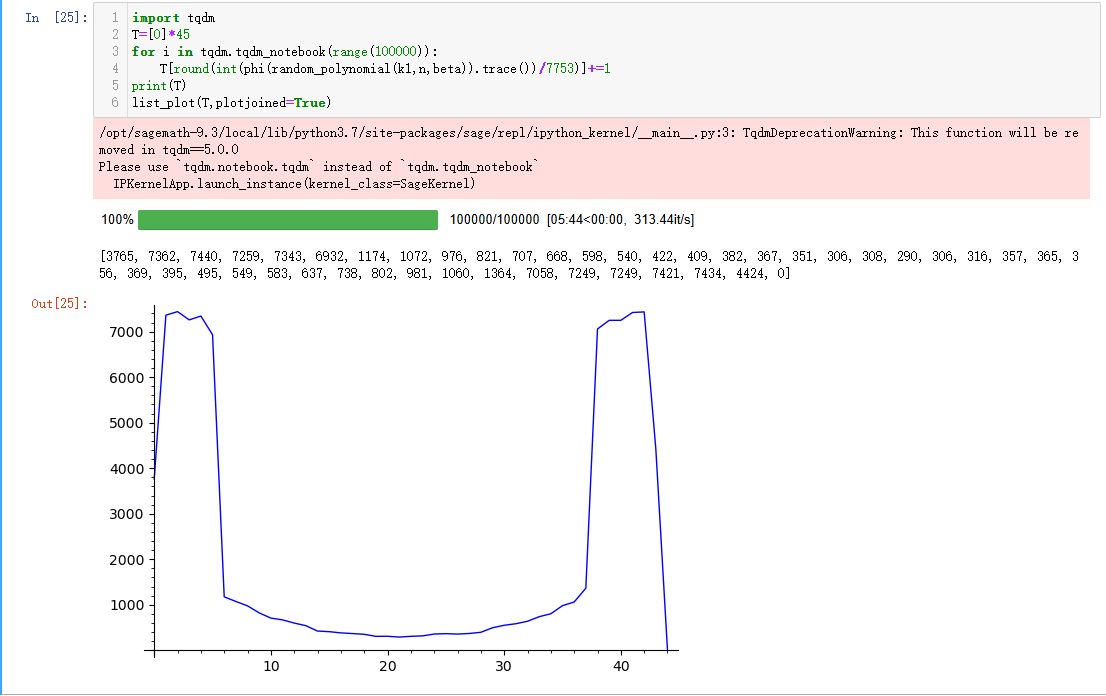 In [25]:
1 import tqdm
2 T=[0]*45
3 for i in tqdm.tqdm_notebook(range(100000)):
4 T[round(int(phi(random_polynomial(k1,n,beta)).trace())/7753)]+=1
5 print(T)
6 list_plot(T,plotjoined=True)
/opt/sagemath-9.3/local/lib/python3.7/site-packages/sage/repl/ipython_kernel/__main__.py:3: TqdmDeprecationWarning: This function will be re
moved in tqdm==5.0.0
Please use `tqdm.notebook.tqdm` instead of `tqdm.tqdm_notebook`
IPKernelApp.launch_instance(kernel_class=SageKernel)
100% 100000/100000 [05:44<00:00, 313.44it/s]
[3765, 7362, 7440, 7259, 7343, 6932, 1174, 1072, 976, 821, 707, 668, 598, 540, 422, 409, 382, 367, 351, 306, 308, 290, 306, 316, 357, 365, 3
56, 369, 395, 495, 549, 583, 637, 738, 802, 981, 1060, 1364, 7058, 7249, 7249, 7421, 7434, 4424, 0]
Out[25]:
7000
6000
5000
4000
3000
2000
1000
10 20 30 40